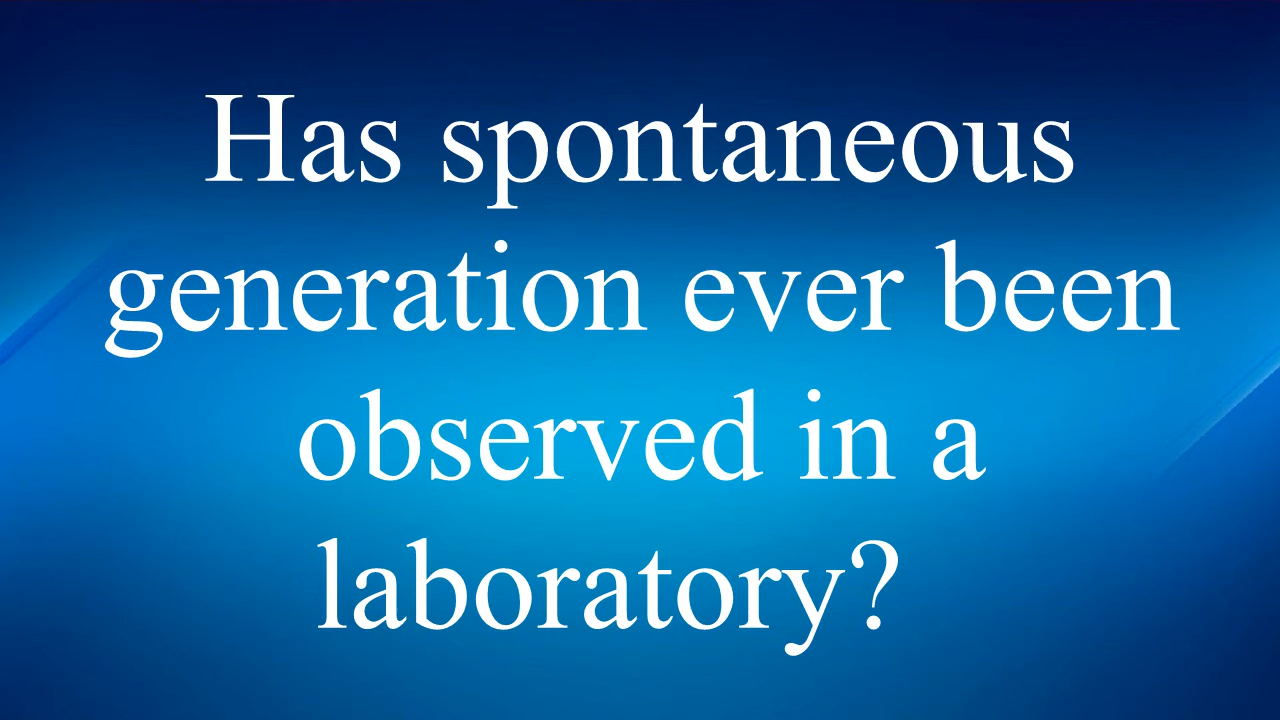 Has spontaneous
generation ever been
observed in a
laboratory?